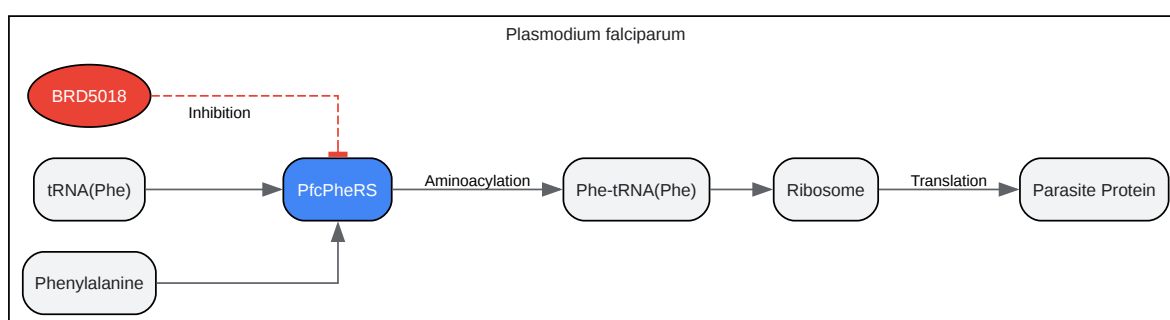 Plasmodium falciparum
BRD5018
Inhibition
tRNA(Phe)
PfcPheRS
Aminoacylation
Phe-tRNA(Phe)
Ribosome
Translation
Parasite Protein
Phenylalanine